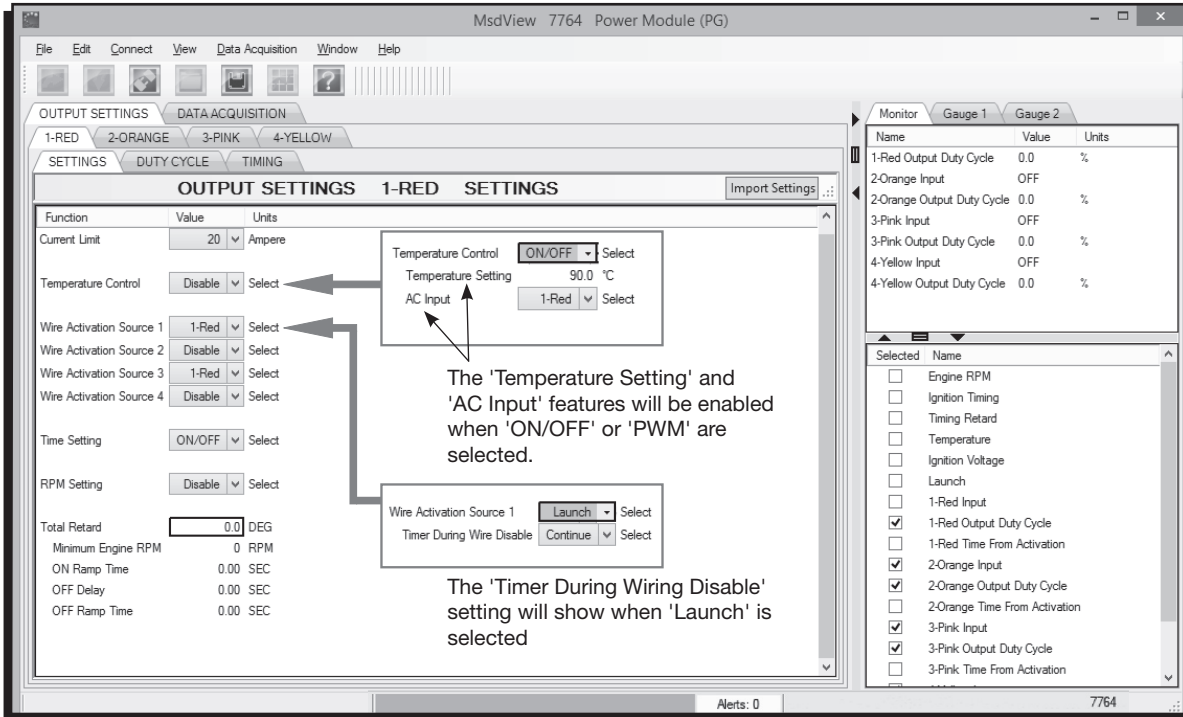 MsdView 7764 Power Module (PG)
File Edit Connect View Data Acquisition Window Help
OUTPUT SETTINGS DATA ACQUISITION
1-RED 2-ORANGE 3-PINK 4-YELLOW
SETTINGS DUTY CYCLE TIMING
OUTPUT SETTINGS 1-RED SETTINGS Import Settings
Function Value Units
Current Limit 20 Ampere
Temperature Control Disable Select
Wire Activation Source 1 1-Red Select
Wire Activation Source 2 Disable Select
Wire Activation Source 3 1-Red Select
Wire Activation Source 4 Disable Select
Time Setting ON/OFF Select
RPM Setting Disable Select
Total Retard 0.0 DEG
Minimum Engine RPM 0 RPM
ON Ramp Time 0.00 SEC
OFF Delay 0.00 SEC
OFF Ramp Time 0.00 SEC
Temperature Control ON/OFF Select
Temperature Setting 90.0 °C
AC Input 1-Red Select
The 'Temperature Setting' and
'AC Input' features will be enabled
when 'ON/OFF' or 'PWM' are
selected.
Wire Activation Source 1 Launch Select
Timer During Wire Disable Continue Select
The 'Timer During Wiring Disable'
setting will show when 'Launch' is
selected
Monitor Gauge 1 Gauge 2
Name Value Units
1-Red Output Duty Cycle 0.0 %
2-Orange Input OFF
2-Orange Output Duty Cycle 0.0 %
3-Pink Input OFF
3-Pink Output Duty Cycle 0.0 %
4-Yellow Input OFF
4-Yellow Output Duty Cycle 0.0 %
Selected Name
Engine RPM
Ignition Timing
Timing Retard
Temperature
Ignition Voltage
Launch
1-Red Input
1-Red Output Duty Cycle
1-Red Time From Activation
2-Orange Input
2-Orange Output Duty Cycle
2-Orange Time From Activation
3-Pink Input
3-Pink Output Duty Cycle
3-Pink Time From Activation
Alerts: 0 7764